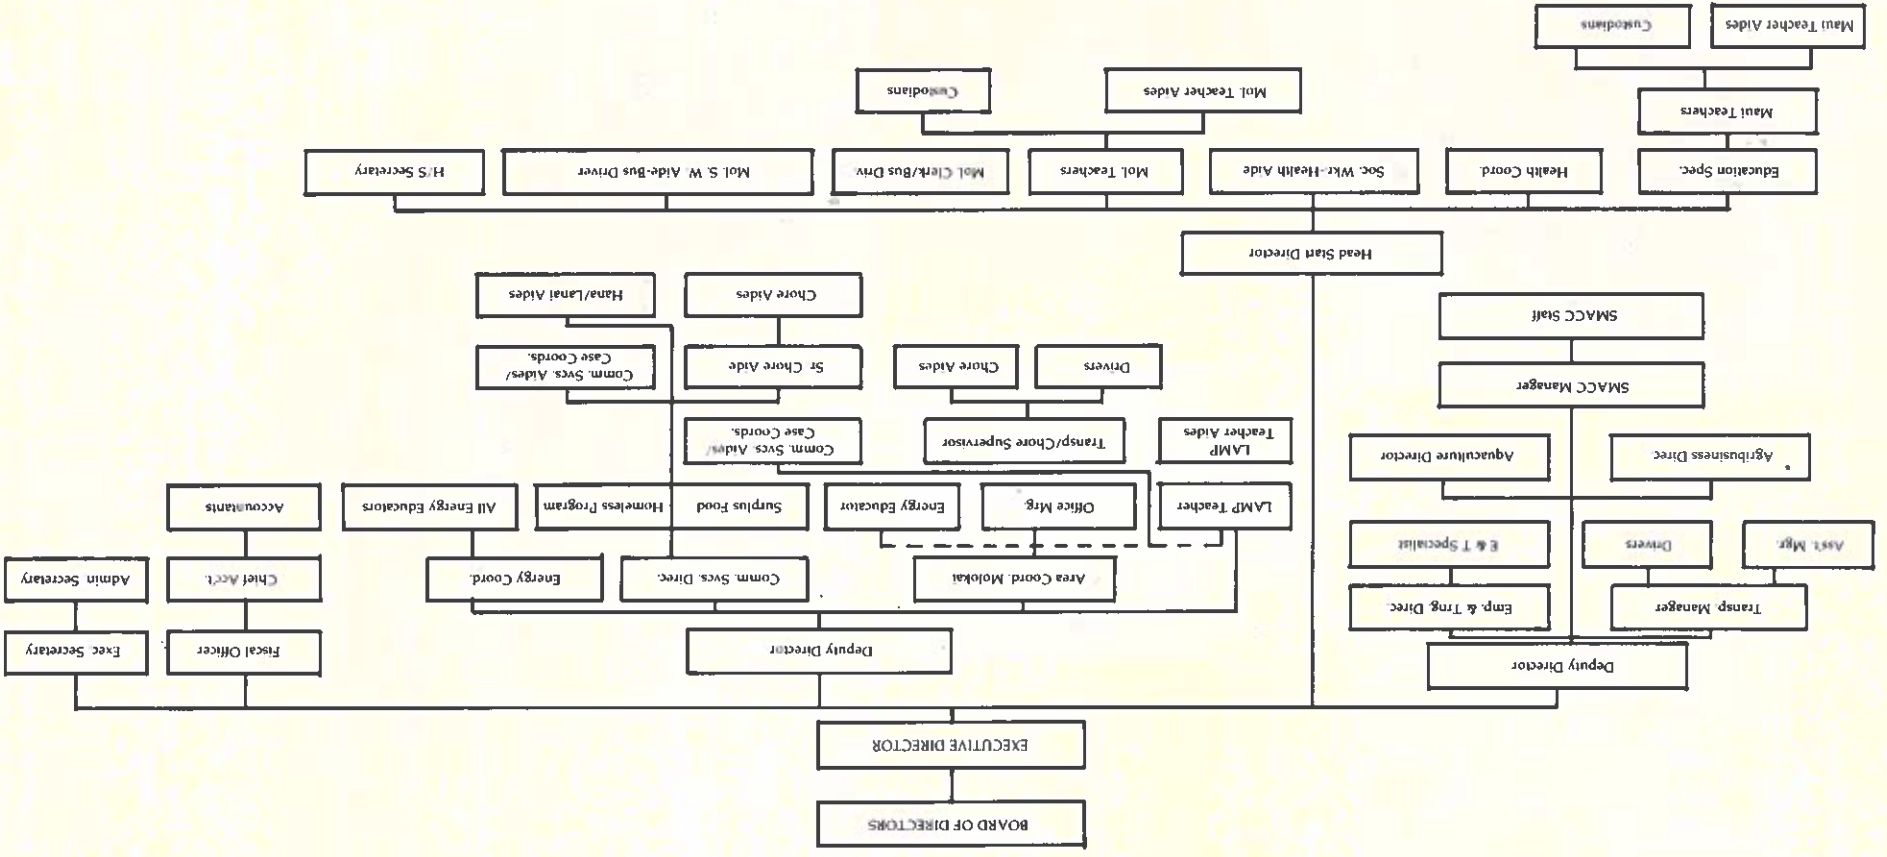 BOARD OF DIRECTORS
EXECUTIVE DIRECTOR
Deputy Director
Deputy Director
Fiscal Officer
Exec. Secretary
Transp. Manager
Emp. & Trng. Direc.
Area Coord. Molokai
Comm. Svcs. Direc.
Energy Coord.
Chief Acc't.
Admin. Secretary
Ass't. Mgr.
Drivers
E & T Specialist
LAMP Teacher
Office Mrg.
Energy Educator
Surplus Food
Homeless Program
All Energy Educators
Accountants
Agribusiness Direc.
Aquaculture Director
LAMP
Teacher Aides
Transp/Chore Supervisor
Comm. Svcs. Aides/
Case Coords.
SMACC Manager
Drivers
Chore Aides
Sr Chore Aide
Comm. Svcs. Aides/
Case Coords.
SMACC Staff
Chore Aides
Hana/Lanai Aides
Head Start Director
Education Spec.
Health Coord.
Soc. Wkr-Health Aide
Mol. Teachers
Mol. Clerk/Bus Driv.
Mol. S. W. Aide-Bus Driver
H/S Secretary
Maui Teachers
Mol. Teacher Aides
Custodians
Maui Teacher Aides
Custodians